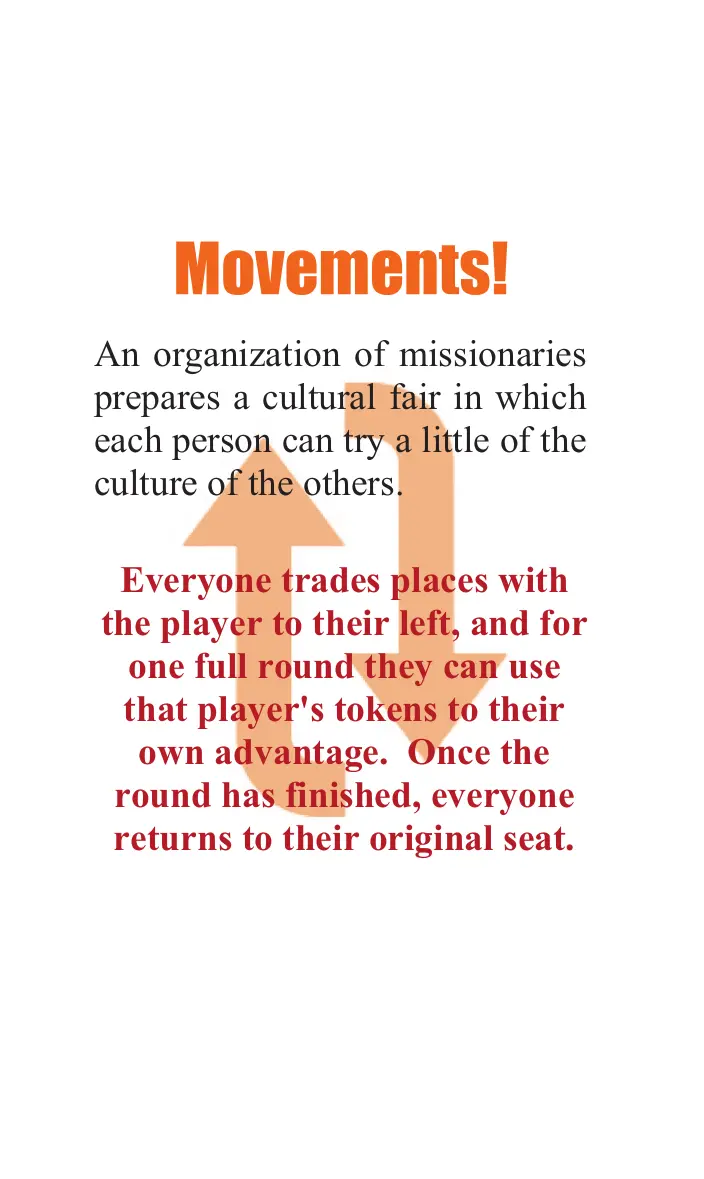 Movements!
An organization of missionaries
prepares a cultural fair in which
each person can try a little of the
culture of the others.
Everyone trades places with
the player to their left, and for
one full round they can use
that player's tokens to their
own advantage.  Once the
round has finished, everyone
returns to their original seat.